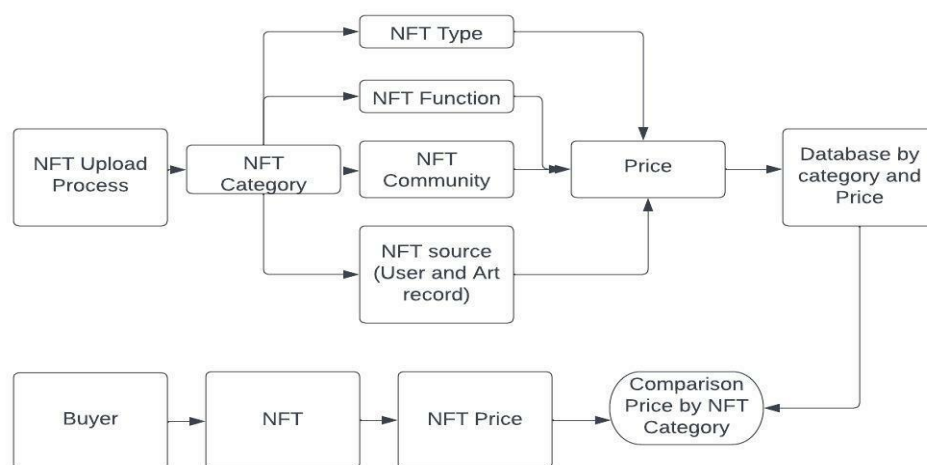 NFT Type
NFT Function
NFT Upload
Process
NFT
Category
NFT
Community
Price
Database by
category and
Price
NFT source
(User and Art
record)
Buyer
NFT
NFT Price
Comparison
Price by NFT
Category